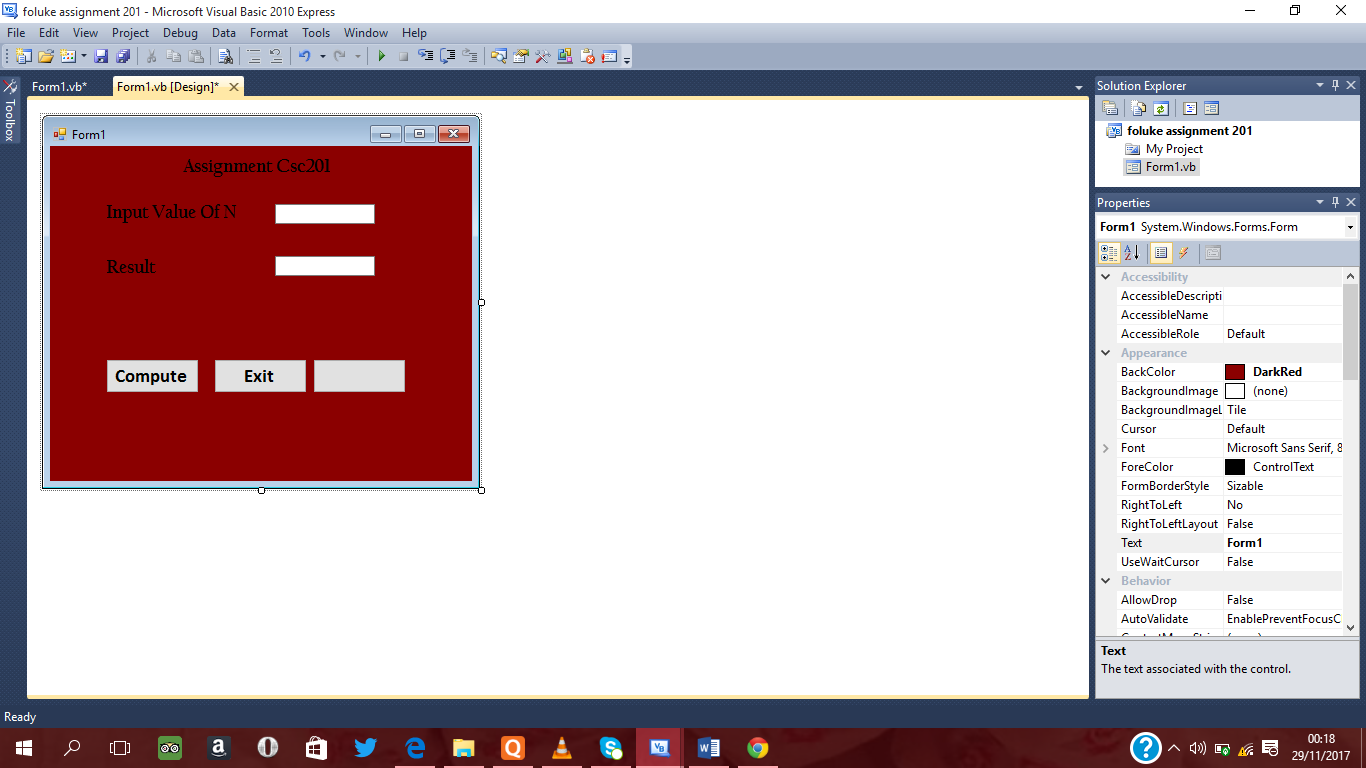 foluke assignment 201 - Microsoft Visual Basic 2010 Express
File Edit View Project Debug Data Format Tools Window Help
Toolbox
Form1.vb* Form1.vb [Design]*
Form1
Assignment Csc201
Input Value Of N
Result
Compute Exit
Solution Explorer
foluke assignment 201
My Project
Form1.vb
Properties
Form1 System.Windows.Forms.Form
Accessibility
AccessibleDescripti
AccessibleName
AccessibleRole Default
Appearance
BackColor DarkRed
BackgroundImage (none)
BackgroundImageL Tile
Cursor Default
Font Microsoft Sans Serif, 8
ForeColor ControlText
FormBorderStyle Sizable
RightToLeft No
RightToLeftLayout False
Text Form1
UseWaitCursor False
Behavior
AllowDrop False
AutoValidate EnablePreventFocusC
Text
The text associated with the control.
Ready
00:18
29/11/2017